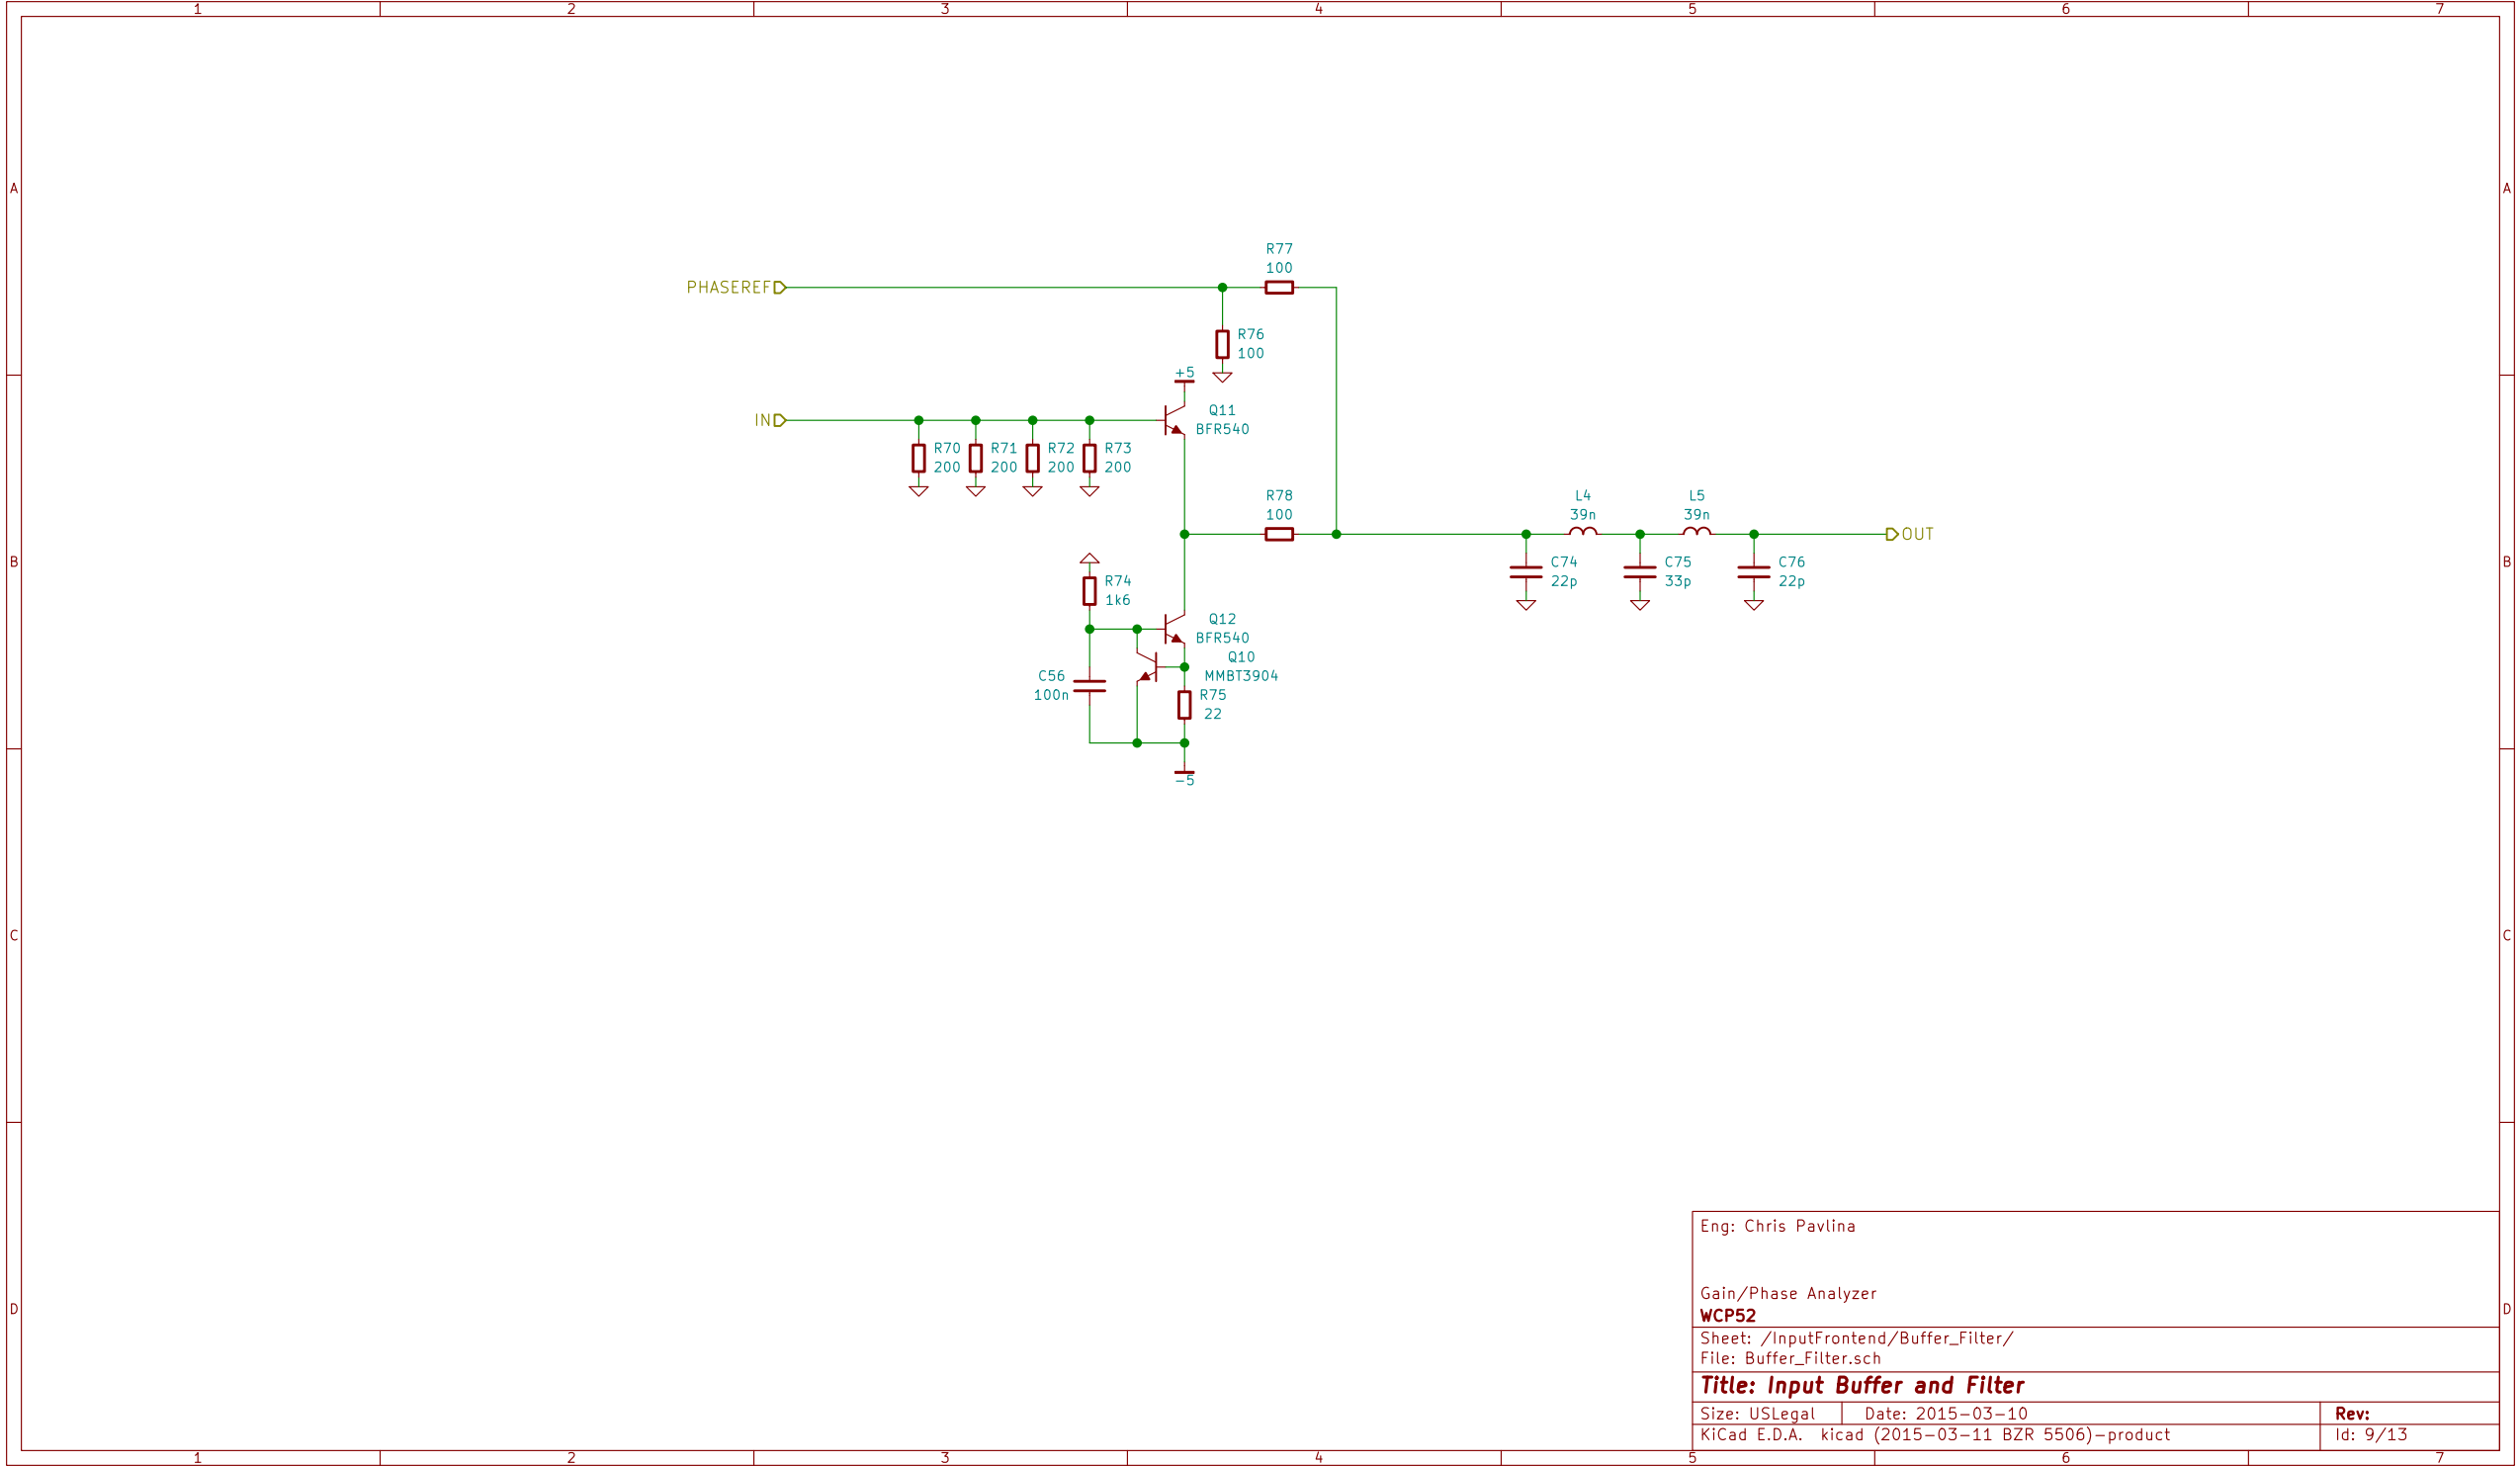 1 2 3 4 5 6 7
A A
R77
100
PHASEREF
R76
100
+5
IN
Q11
BFR540
R70 R71 R72 R73
200 200 200 200
R78
100
L4 L5
39n 39n
OUT
B B
C74 C75 C76
22p 33p 22p
R74
1k6
Q12
BFR540
Q10
MMBT3904
C56
100n
R75
22
-5
C C
Eng: Chris Pavlina
Gain/Phase Analyzer
WCP52
D D
Sheet: /InputFrontend/Buffer_Filter/
File: Buffer_Filter.sch
Title: Input Buffer and Filter
Size: USLegal Date: 2015-03-10 Rev:
KiCad E.D.A. kicad (2015-03-11 BZR 5506)-product Id: 9/13
1 2 3 4 5 6 7